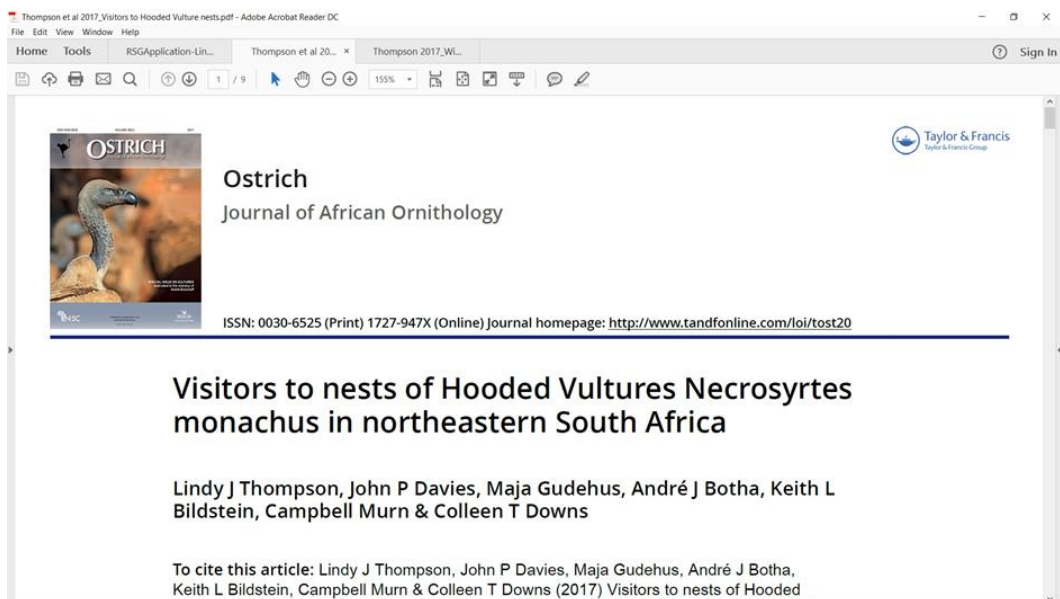 Thompson et al 2017_Visitors to Hooded Vulture nests.pdf - Adobe Acrobat Reader DC
File Edit View Window Help
Home Tools RSGApplication-Lin... Thompson et al 20... × Thompson 2017_Wi... Sign In
1 / 9 155%
OSTRICH
Taylor & Francis
Taylor & Francis Group
Ostrich
Journal of African Ornithology
ISSN: 0030-6525 (Print) 1727-947X (Online) Journal homepage: http://www.tandfonline.com/loi/tost20
Visitors to nests of Hooded Vultures Necrosyrtes
monachus in northeastern South Africa
Lindy J Thompson, John P Davies, Maja Gudehus, André J Botha, Keith L
Bildstein, Campbell Murn & Colleen T Downs
To cite this article: Lindy J Thompson, John P Davies, Maja Gudehus, André J Botha,
Keith L Bildstein, Campbell Murn & Colleen T Downs (2017) Visitors to nests of Hooded